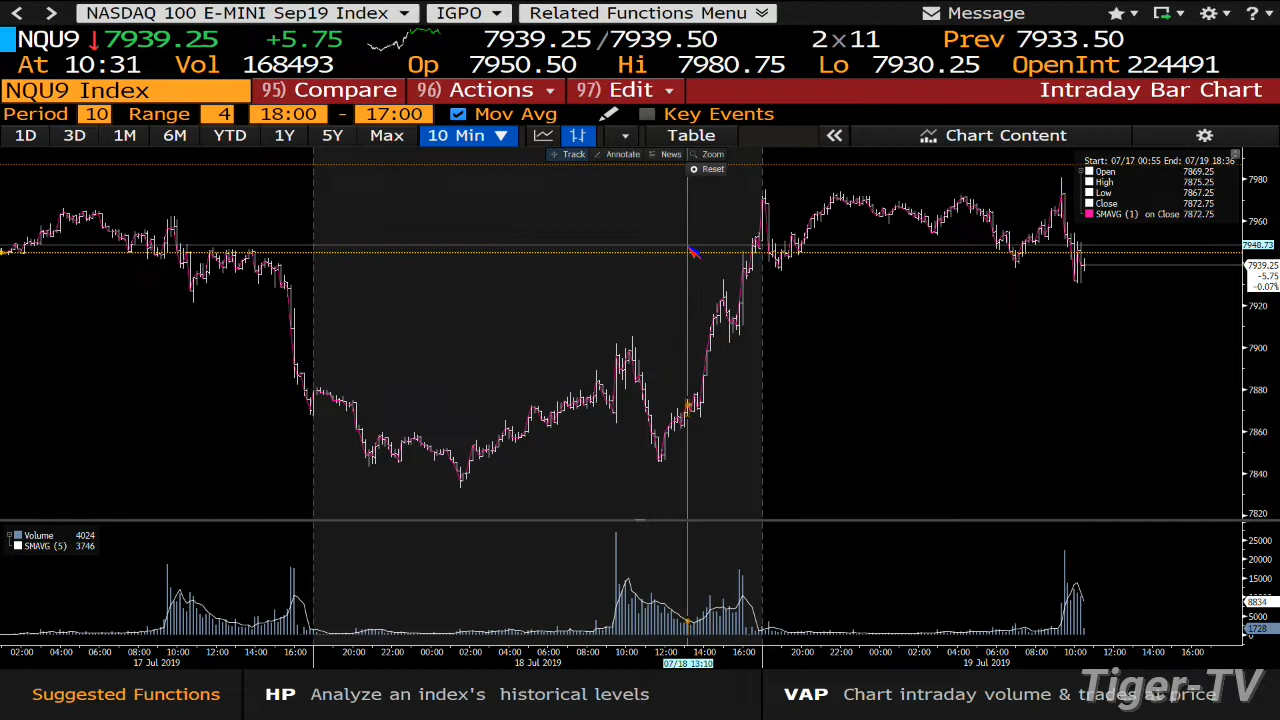 NASDAQ 100 E-MINI Sep19 Index IGPO Related Functions Menu Message
NQU9 7939.25 +5.75 7939.25/7939.50 2x11 Prev 7933.50
At 10:31 Vol 168493 Op 7950.50 Hi 7980.75 Lo 7930.25 OpenInt 224491
NQU9 Index 95) Compare 96) Actions 97) Edit Intraday Bar Chart
Period 10 Range 4 18:00 - 17:00 Mov Avg Key Events
1D 3D 1M 6M YTD 1Y 5Y Max 10 Min Table Chart Content
Track Annotate News Zoom
Reset
Start: 07/17 00:55 End: 07/19 18:36
Open 7869.25
High 7875.25
Low 7867.25
Close 7872.75
SMAVG (1) on Close 7872.75
7980
7960
7948.73
7939.25
-5.75
-0.07%
7920
7900
7880
7860
7840
7820
Volume 4024
SMAVG (5) 3746
25000
20000
15000
8834
5000
1728
0
02:00 04:00 06:00 08:00 10:00 12:00 14:00 16:00 20:00 22:00 00:00 02:00 04:00 06:00 08:00 10:00 12:00 14:00 16:00 20:00 22:00 00:00 02:00 04:00 06:00 08:00 10:00 12:00 14:00 16:00
17 Jul 2019 18 Jul 2019 07/18 13:10 19 Jul 2019
Suggested Functions HP Analyze an index's historical levels VAP Chart intraday volume & trades at price
Tiger-TV